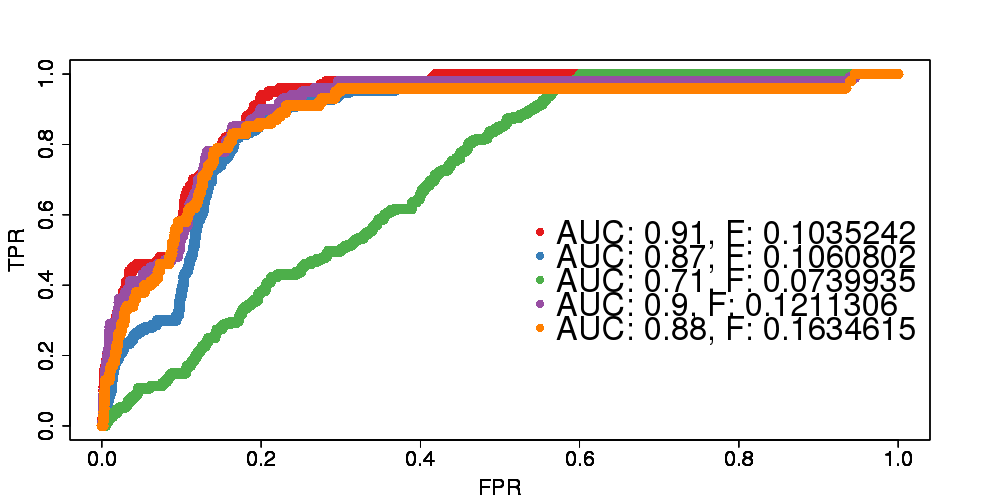 TPR
1.0
0.8
0.6
0.4
0.2
0.0
AUC: 0.91, F: 0.1035242
AUC: 0.87, F: 0.1060802
AUC: 0.71, F: 0.0739935
AUC: 0.9, F: 0.1211306
AUC: 0.88, F: 0.1634615
0.0 0.2 0.4 0.6 0.8 1.0
FPR